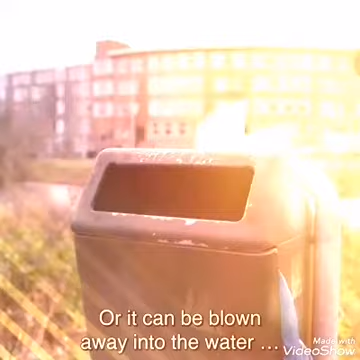 Or it can be blown
away into the water ...
Made with
VideoShow